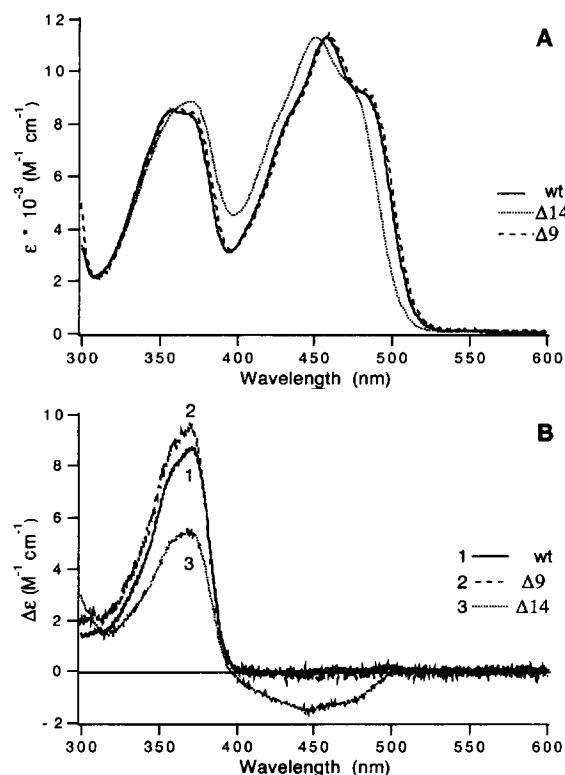 12
10
8
6
4
2
0
ε * 10⁻³ (M⁻¹ cm⁻¹)
A
wt
Δ14
Δ9
300 350 400 450 500 550 600
Wavelength (nm)
10
8
6
4
2
0
- 2
Δε (M⁻¹ cm⁻¹)
B
2
1
3
1 wt
2 Δ9
3 Δ14
300 350 400 450 500 550 600
Wavelength (nm)